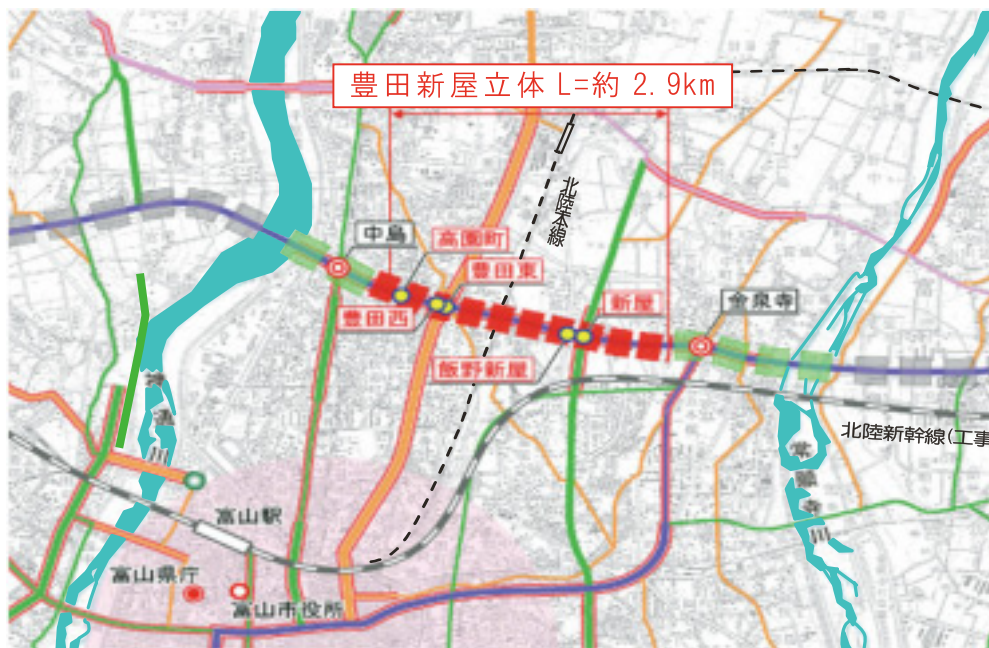 豊田新屋立体 L=約 2.9km
北陸本線
中島
高園町
豊田東
豊田西
新屋
金泉寺
飯野新屋
北陸新幹線(工事
神通川
常願寺川
富山駅
富山県庁
富山市役所